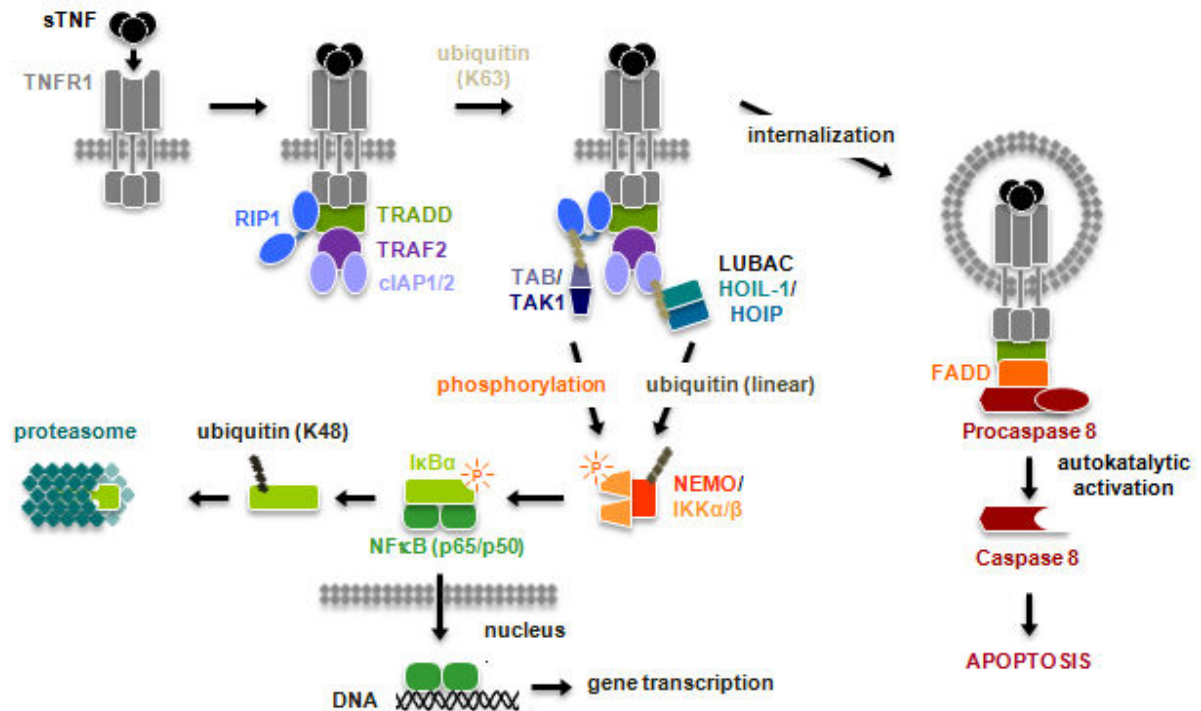 sTNF
TNFR1
ubiquitin
(K63)
internalization
RIP1
TRADD
TRAF2
cIAP1/2
TAB/
TAK1
LUBAC
HOIL-1/
HOIP
phosphorylation
ubiquitin (linear)
FADD
Procaspase 8
autokatalytic
activation
Caspase 8
APOPTOSIS
proteasome
ubiquitin (K48)
IκBα
P
NFκB (p65/p50)
P
NEMO/
IKKα/β
nucleus
DNA
gene transcription